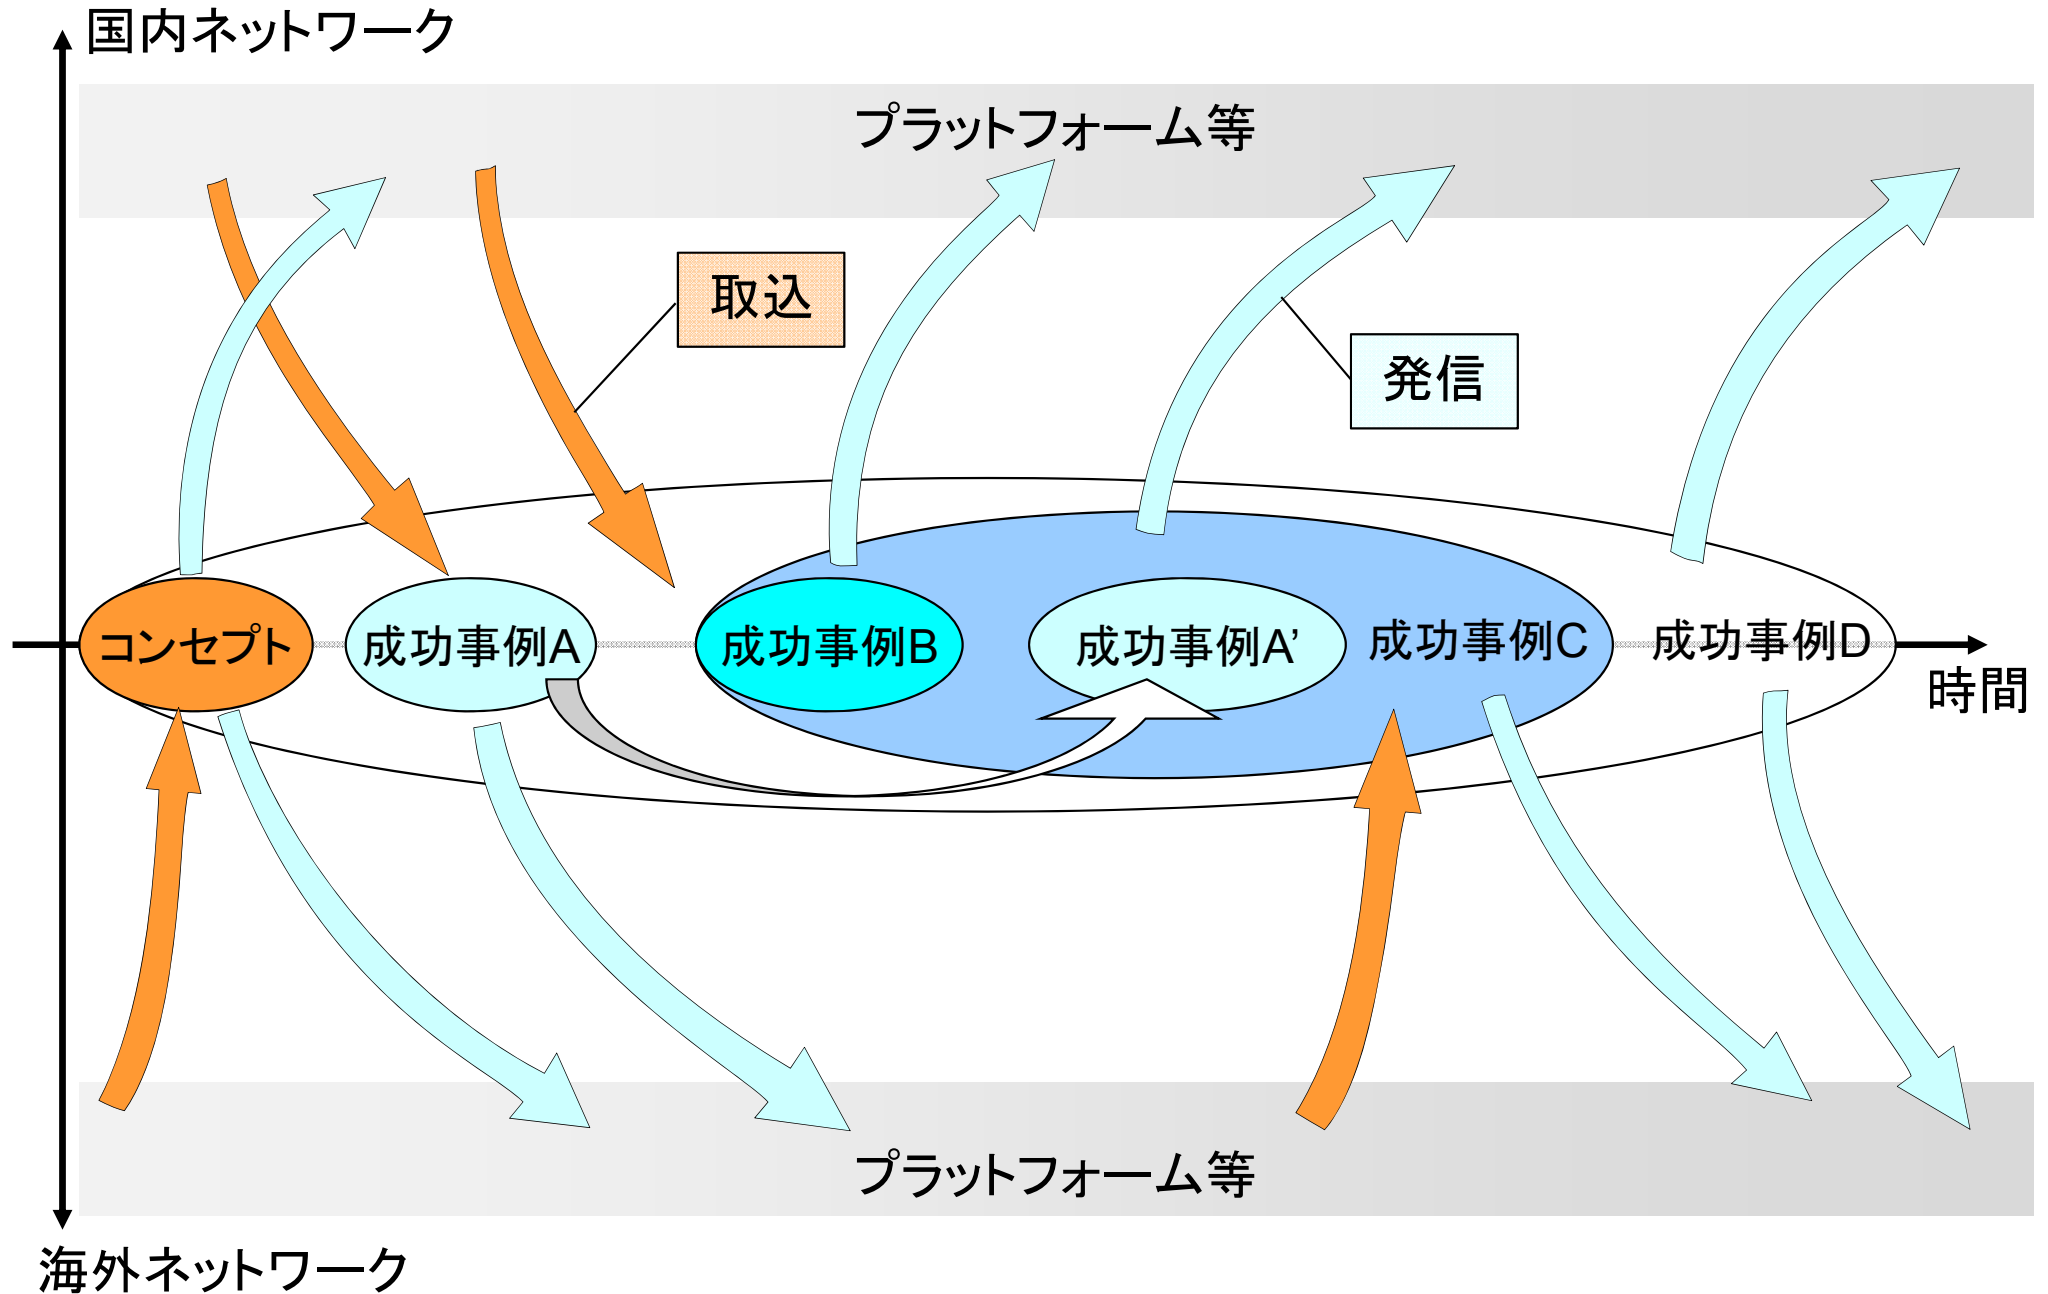 国内ネットワーク
プラットフォーム等
取込
発信
コンセプト
成功事例A
成功事例B
成功事例A’
成功事例C
成功事例D
時間
プラットフォーム等
海外ネットワーク